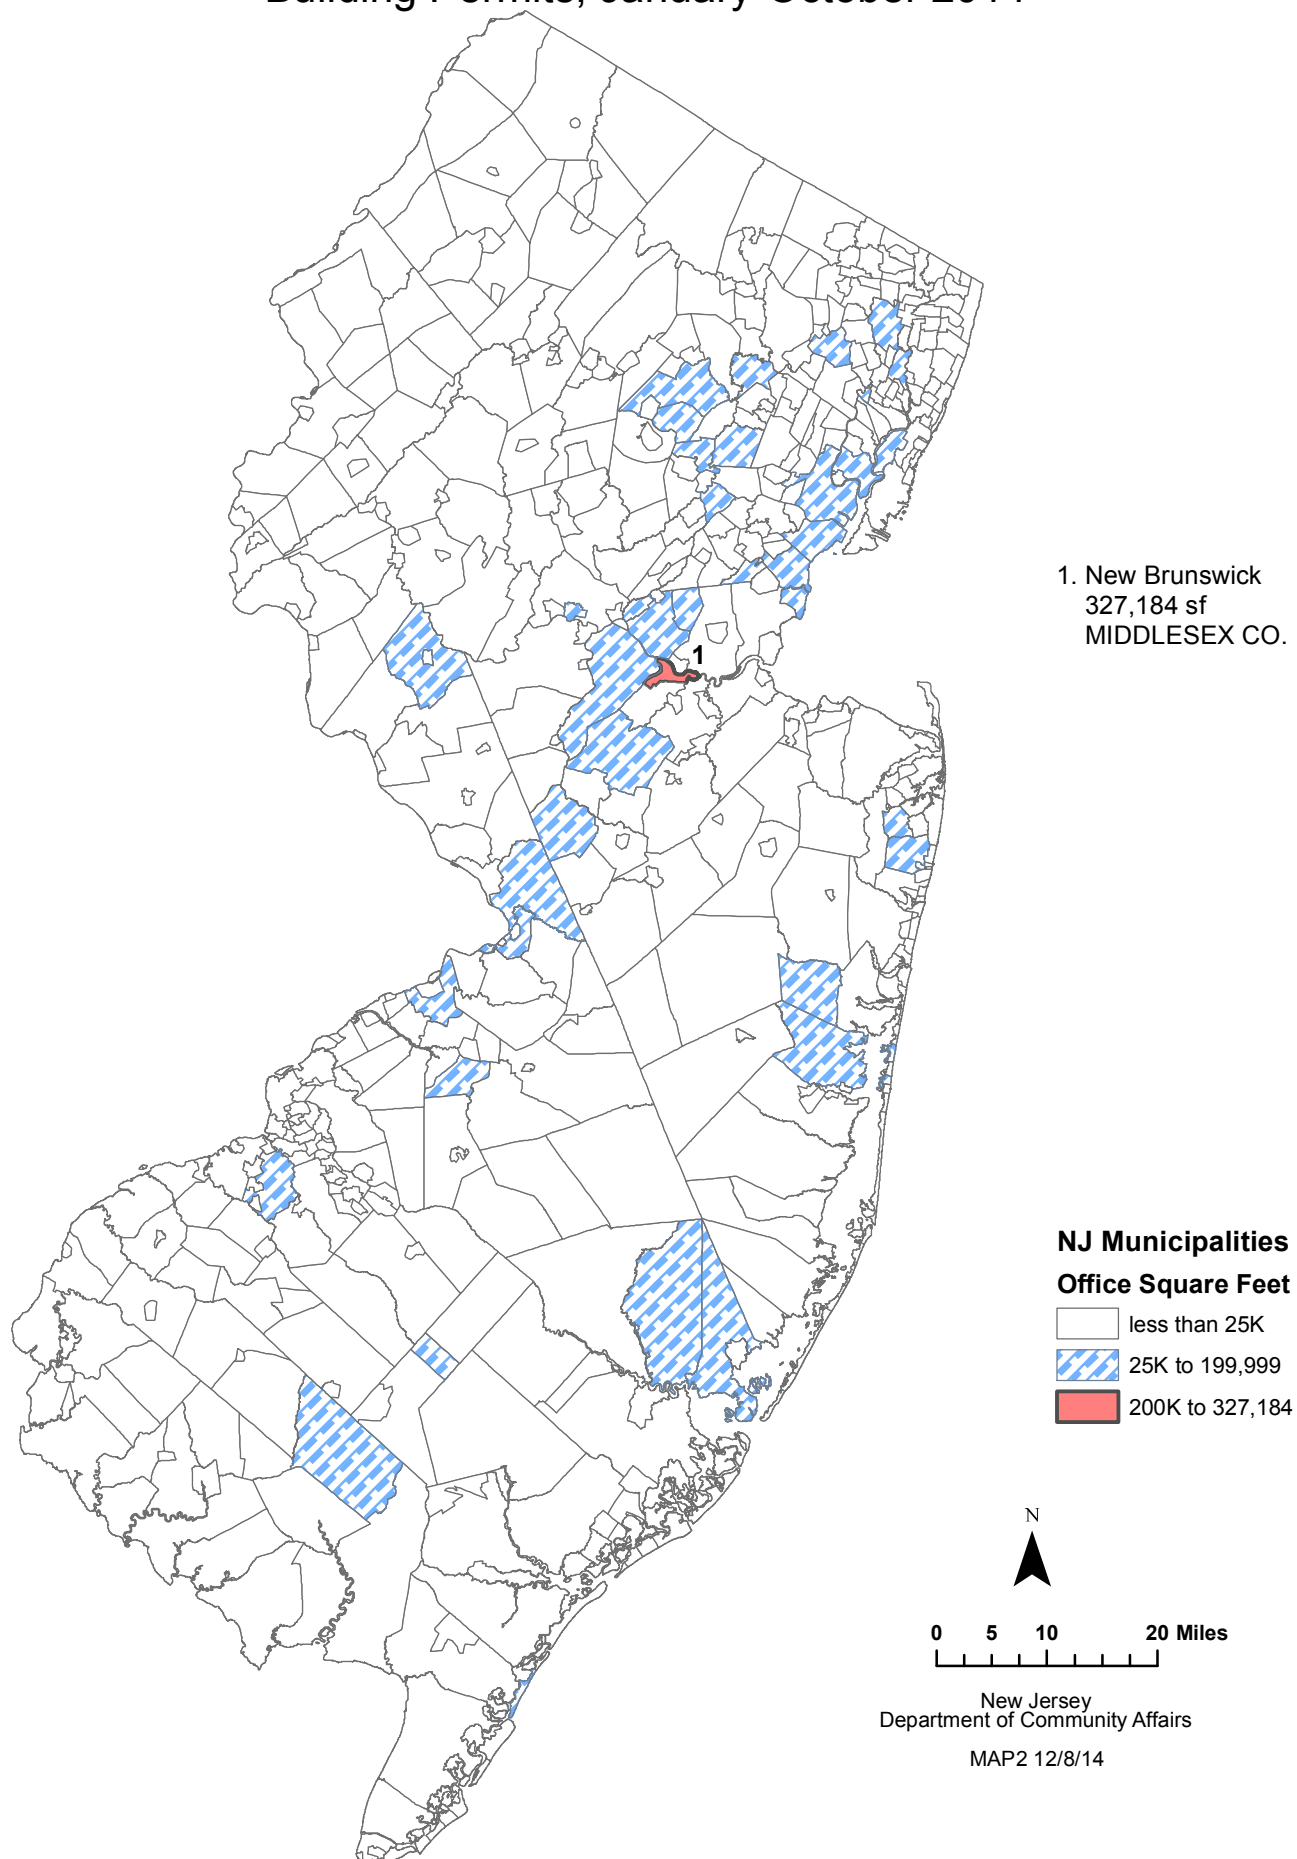 1
1. New Brunswick
327,184 sf
MIDDLESEX CO.
NJ Municipalities
Office Square Feet
less than 25K
25K to 199,999
200K to 327,184
N
0 5 10 20 Miles
New Jersey
Department of Community Affairs
MAP2 12/8/14